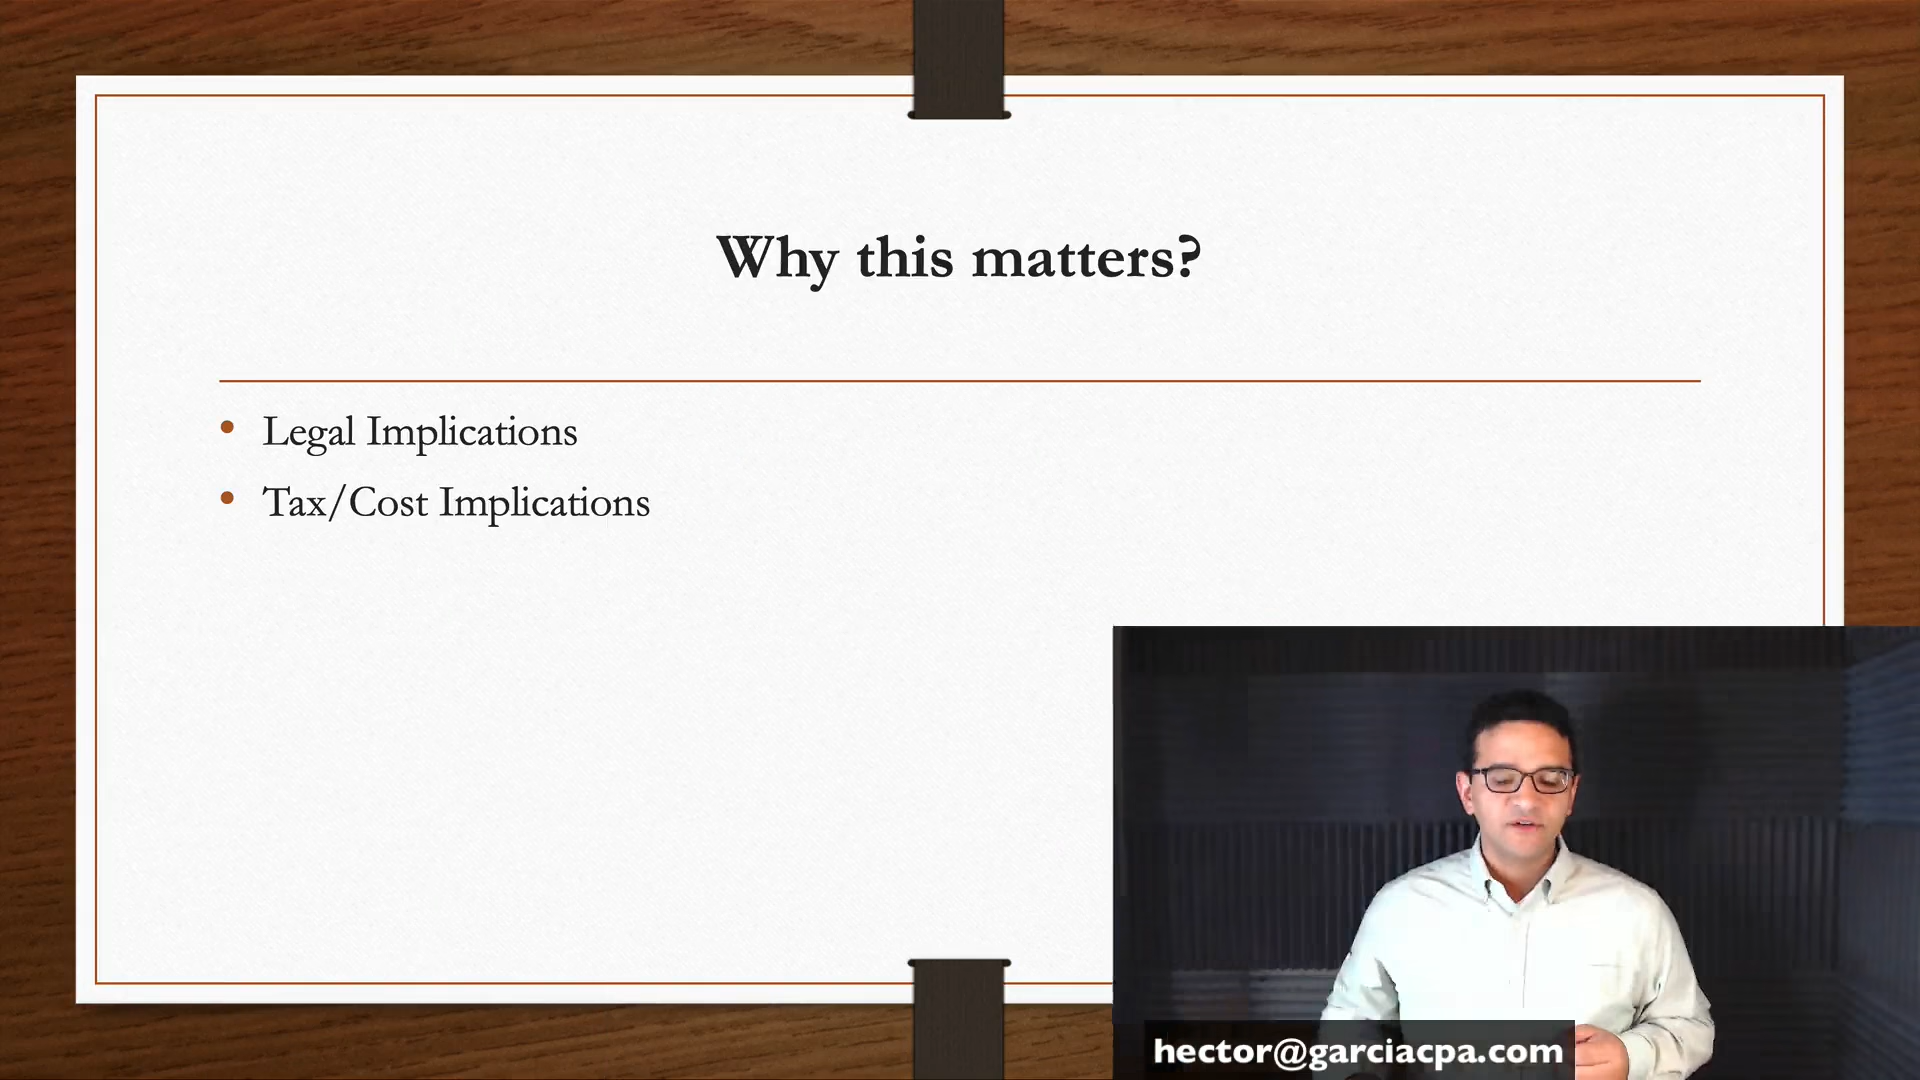 Why this matters?
• Legal Implications
• Tax/Cost Implications
hector@garciacpa.com